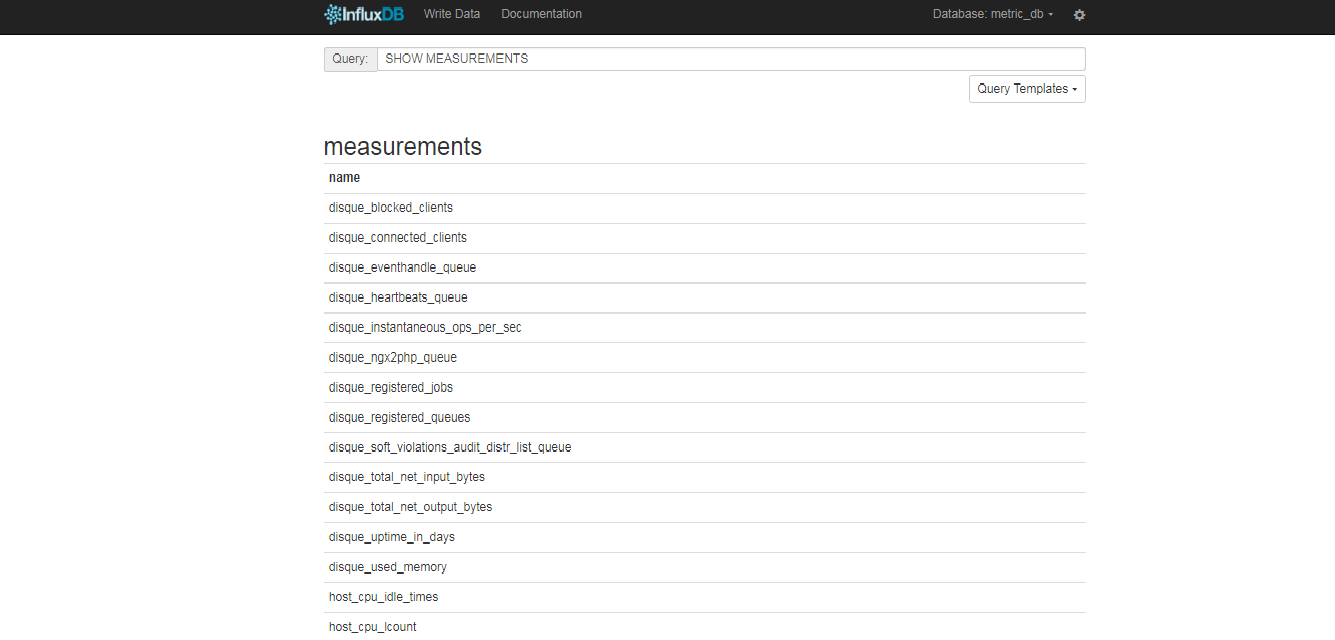 InfluxDB Write Data Documentation Database: metric_db
Query: SHOW MEASUREMENTS
Query Templates
measurements
name
disque_blocked_clients
disque_connected_clients
disque_eventhandle_queue
disque_heartbeats_queue
disque_instantaneous_ops_per_sec
disque_ngx2php_queue
disque_registered_jobs
disque_registered_queues
disque_soft_violations_audit_distr_list_queue
disque_total_net_input_bytes
disque_total_net_output_bytes
disque_uptime_in_days
disque_used_memory
host_cpu_idle_times
host_cpu_lcount